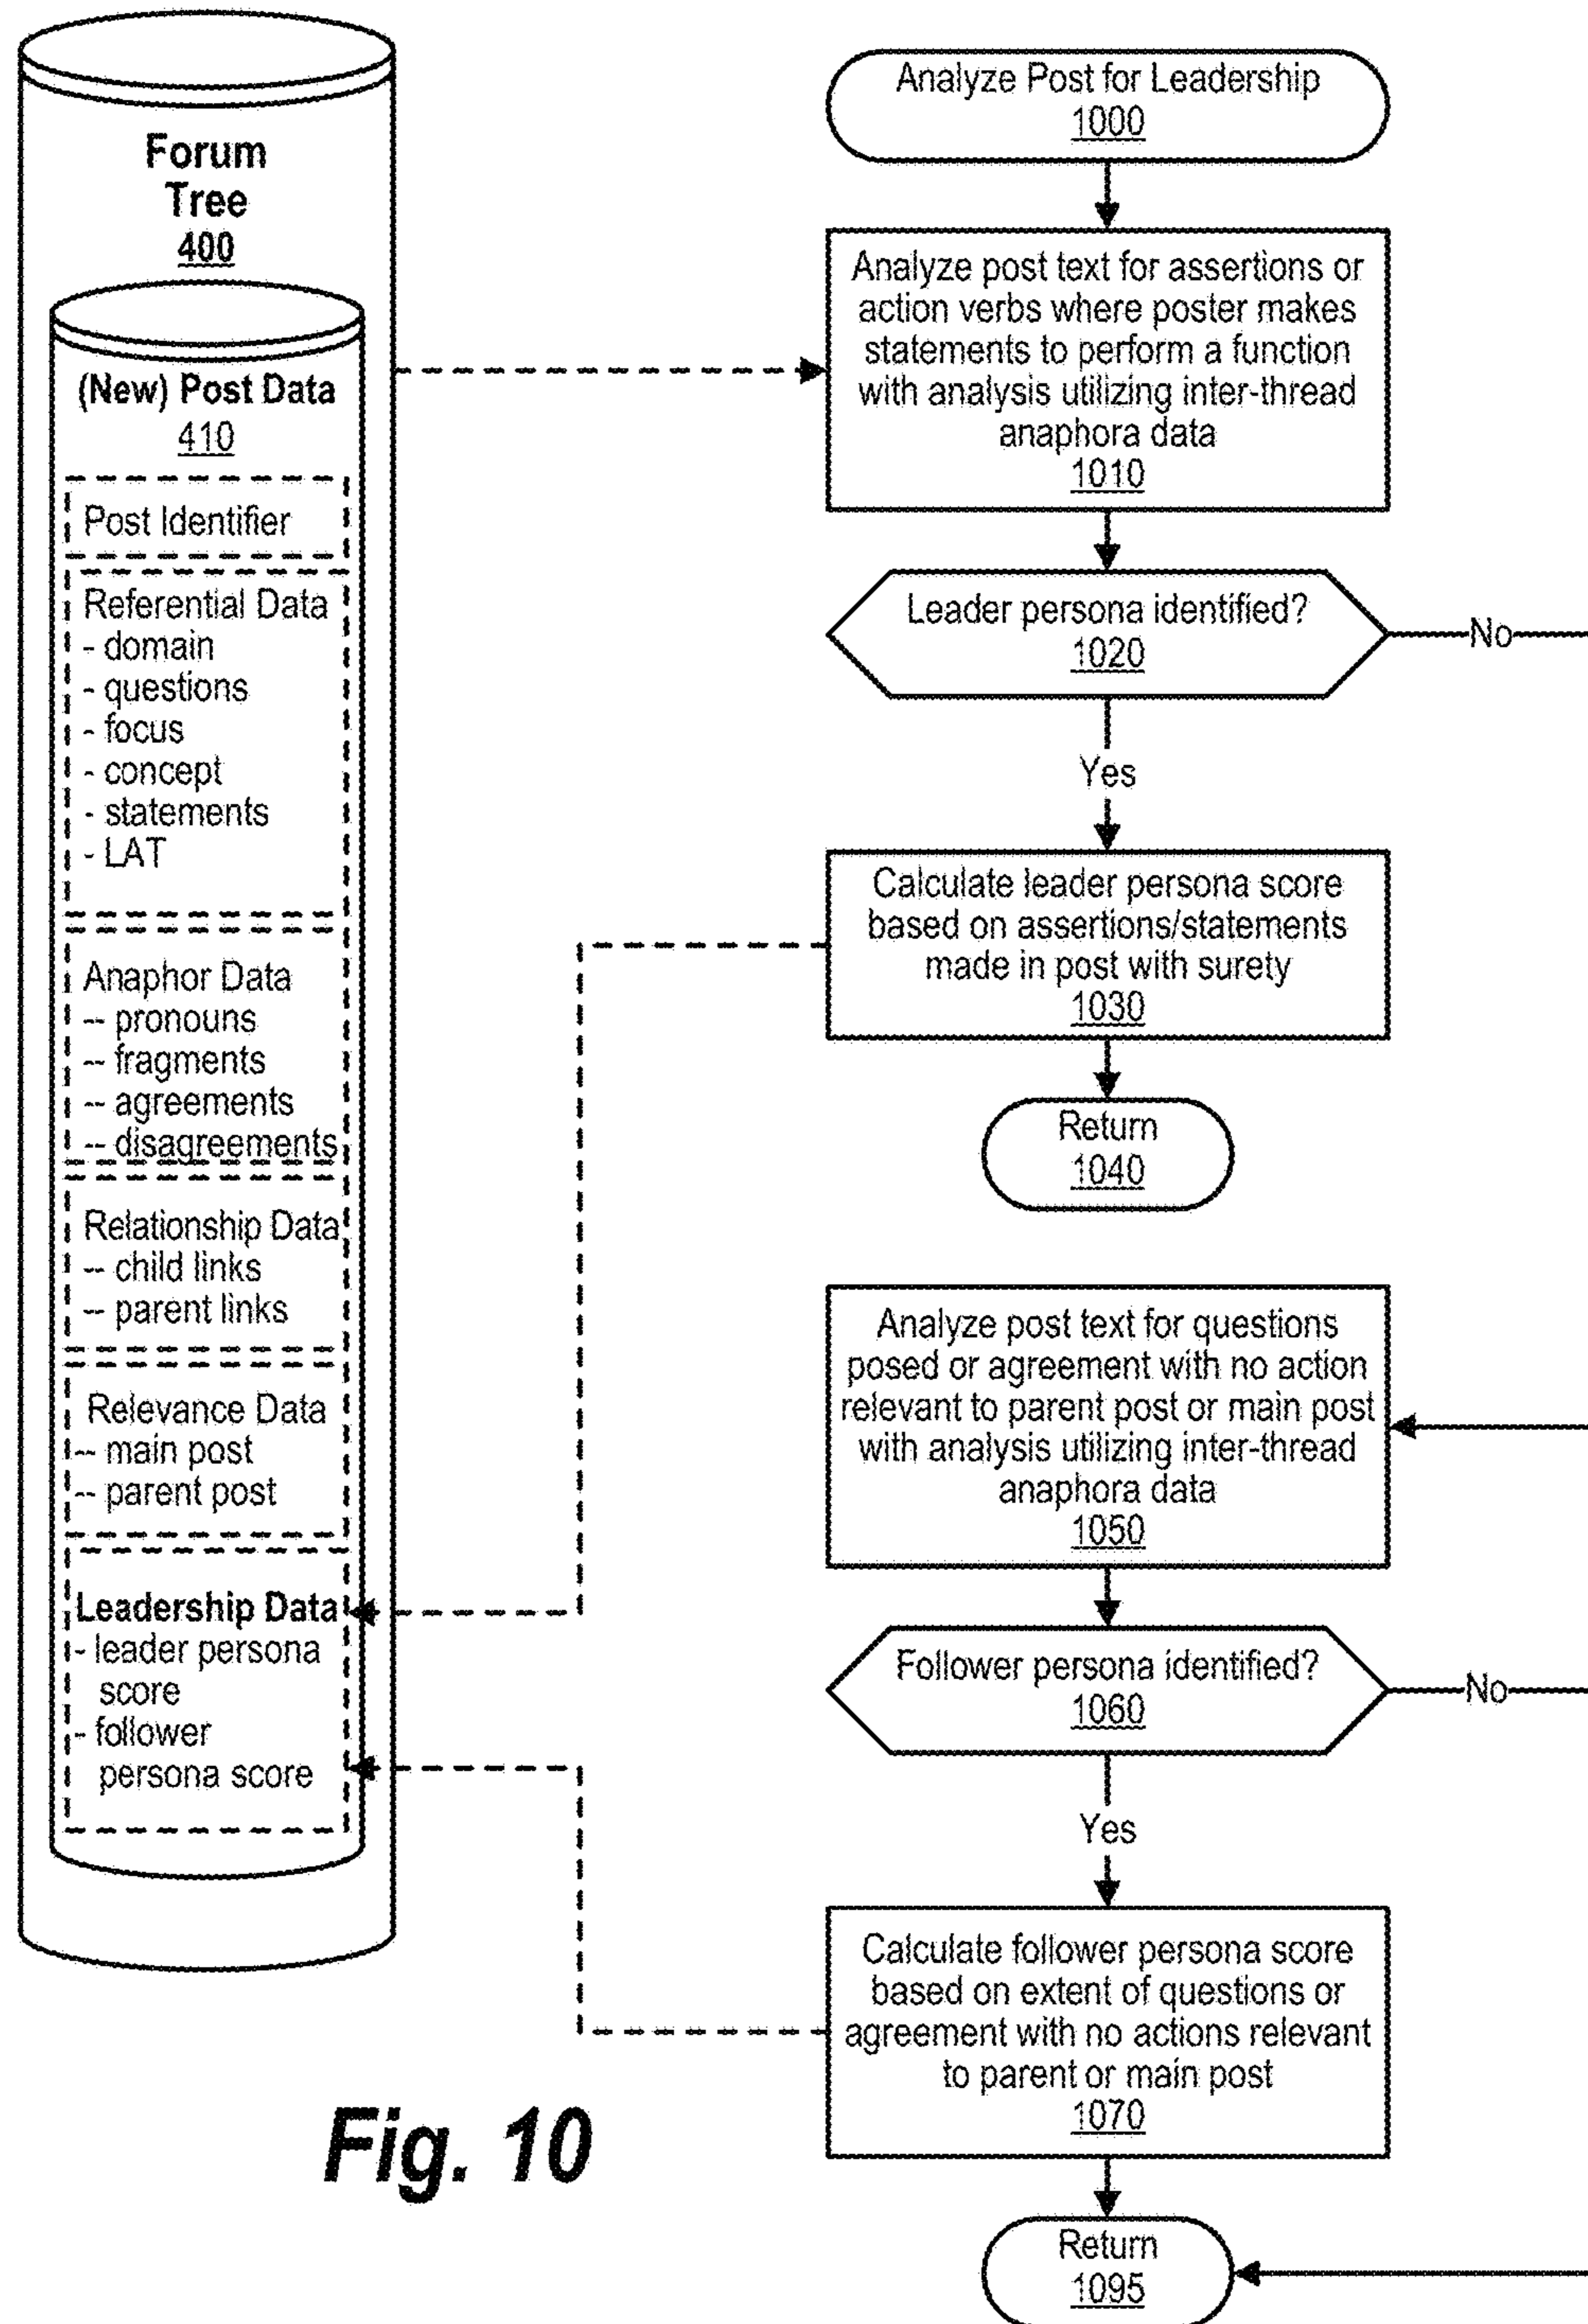 Forum
Tree
400
(New) Post Data
410
Post Identifier
Referential Data
- domain
- questions
- focus
- concept
- statements
- LAT
Anaphor Data
-- pronouns
-- fragments
-- agreements
-- disagreements
Relationship Data
-- child links
-- parent links
Relevance Data
-- main post
-- parent post
Leadership Data
- leader persona
score
- follower
persona score
Analyze Post for Leadership
1000
Analyze post text for assertions or
action verbs where poster makes
statements to perform a function
with analysis utilizing inter-thread
anaphora data
1010
Leader persona identified?
1020
No
Yes
Calculate leader persona score
based on assertions/statements
made in post with surety
1030
Return
1040
Analyze post text for questions
posed or agreement with no action
relevant to parent post or main post
with analysis utilizing inter-thread
anaphora data
1050
Follower persona identified?
1060
No
Yes
Calculate follower persona score
based on extent of questions or
agreement with no actions relevant
to parent or main post
1070
Return
1095
Fig. 10